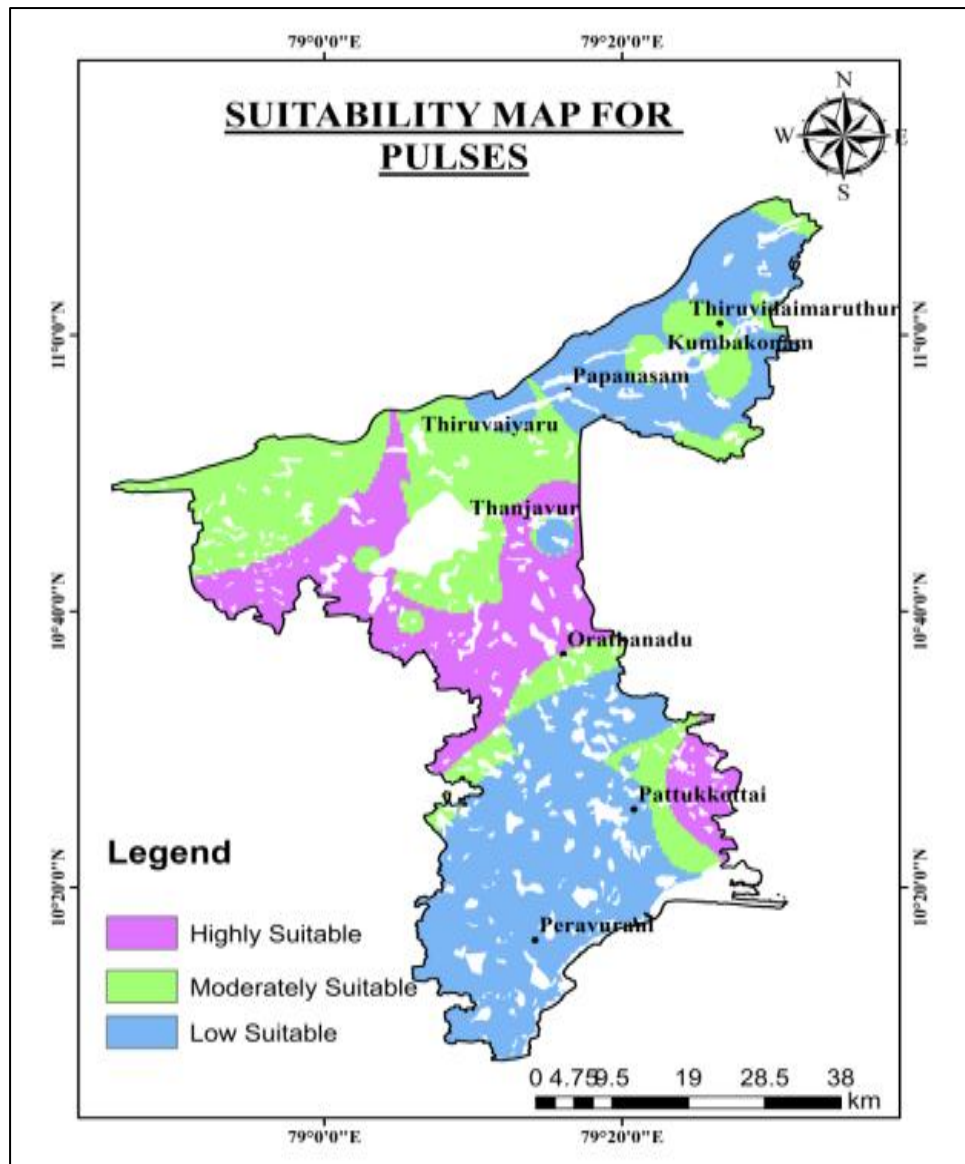 79°0'0"E 79°20'0"E
SUITABILITY MAP FOR
PULSES
N
W E
S
11°0'0"N 11°0'0"N
10°40'0"N 10°40'0"N
10°20'0"N 10°20'0"N
Thiruvidaimaruthur
Kumbakonam
Papanasam
Thiruvaiyaru
Thanjavur
Orathanadu
Pattukkottai
Peravurani
Legend
Highly Suitable
Moderately Suitable
Low Suitable
0 4.75 9.5 19 28.5 38
km
79°0'0"E 79°20'0"E